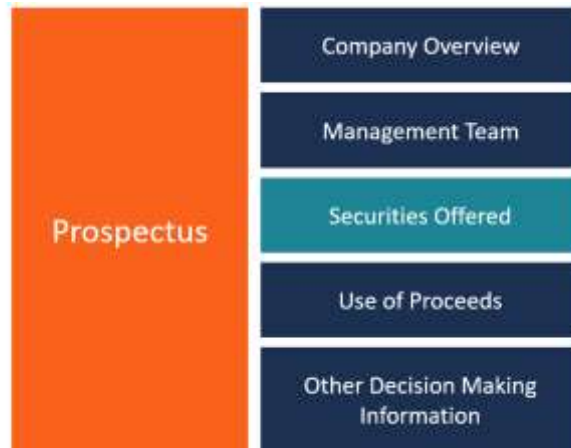 Prospectus
Company Overview
Management Team
Securities Offered
Use of Proceeds
Other Decision Making
Information